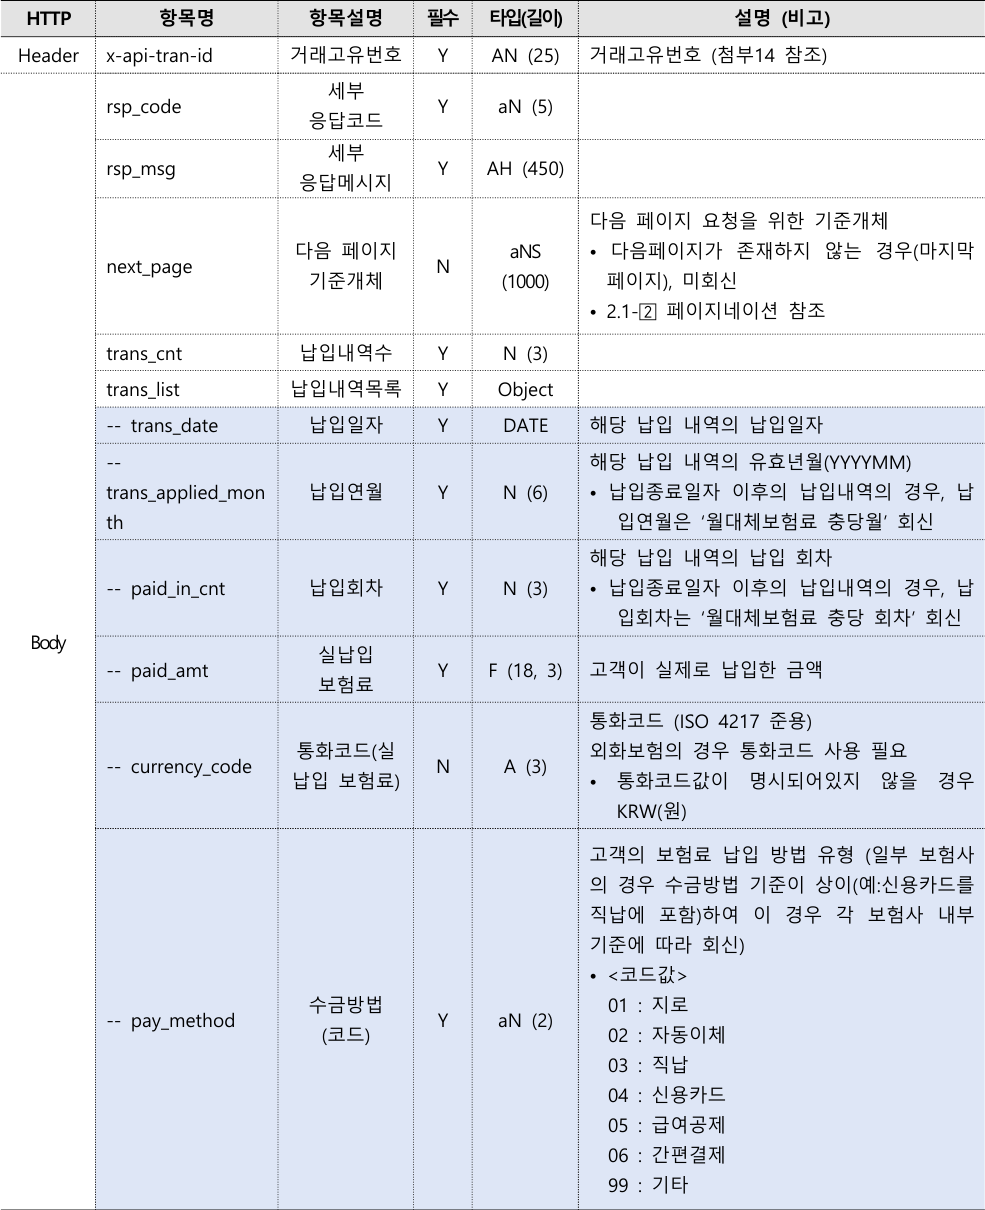 HTTP 항목명 항목설명 필수 타입(길이) 설명 (비고)
Header x-api-tran-id 거래고유번호 Y AN (25) 거래고유번호 (첨부14 참조)
Body
rsp_code
세부
응답코드
Y aN (5)
rsp_msg
세부
응답메시지
Y AH (450)
next_page
다음 페이지
기준개체
N
aNS
(1000)
다음 페이지 요청을 위한 기준개체
• 다음페이지가 존재하지 않는 경우(마지막
페이지), 미회신
• 2.1-2 페이지네이션 참조
trans_cnt 납입내역수 Y N (3)
trans_list 납입내역목록 Y Object
-- trans_date 납입일자 Y DATE 해당 납입 내역의 납입일자
--
trans_applied_mon
th
납입연월 Y N (6)
해당 납입 내역의 유효년월(YYYYMM)
• 납입종료일자 이후의 납입내역의 경우, 납
입연월은 ‘월대체보험료 충당월’ 회신
-- paid_in_cnt 납입회차 Y N (3)
해당 납입 내역의 납입 회차
• 납입종료일자 이후의 납입내역의 경우, 납
입회차는 ‘월대체보험료 충당 회차’ 회신
-- paid_amt
실납입
보험료
Y F (18, 3) 고객이 실제로 납입한 금액
-- currency_code
통화코드(실
납입 보험료)
N A (3)
통화코드 (ISO 4217 준용)
외화보험의 경우 통화코드 사용 필요
• 통화코드값이 명시되어있지 않을 경우
KRW(원)
-- pay_method
수금방법
(코드)
Y aN (2)
고객의 보험료 납입 방법 유형 (일부 보험사
의 경우 수금방법 기준이 상이(예:신용카드를
직납에 포함)하여 이 경우 각 보험사 내부
기준에 따라 회신)
• <코드값>
01 : 지로
02 : 자동이체
03 : 직납
04 : 신용카드
05 : 급여공제
06 : 간편결제
99 : 기타